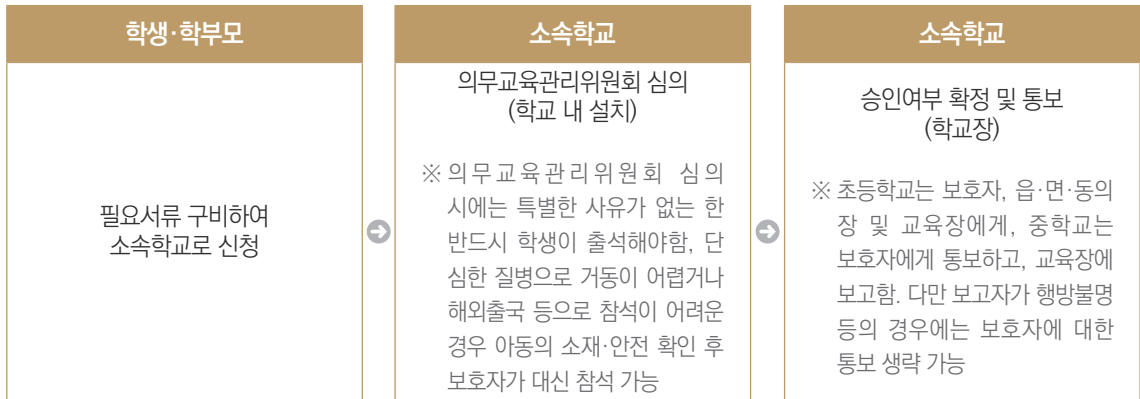 학생·학부모
필요서류 구비하여
소속학교로 신청
소속학교
의무교육관리위원회 심의
(학교 내 설치)
※ 의무교육관리위원회 심의
시에는 특별한 사유가 없는 한
반드시 학생이 출석해야함, 단
심한 질병으로 거동이 어렵거나
해외출국 등으로 참석이 어려운
경우 아동의 소재·안전 확인 후
보호자가 대신 참석 가능
소속학교
승인여부 확정 및 통보
(학교장)
※ 초등학교는 보호자, 읍·면·동의
장 및 교육장에게, 중학교는
보호자에게 통보하고, 교육장에
보고함. 다만 보고자가 행방불명
등의 경우에는 보호자에 대한
통보 생략 가능